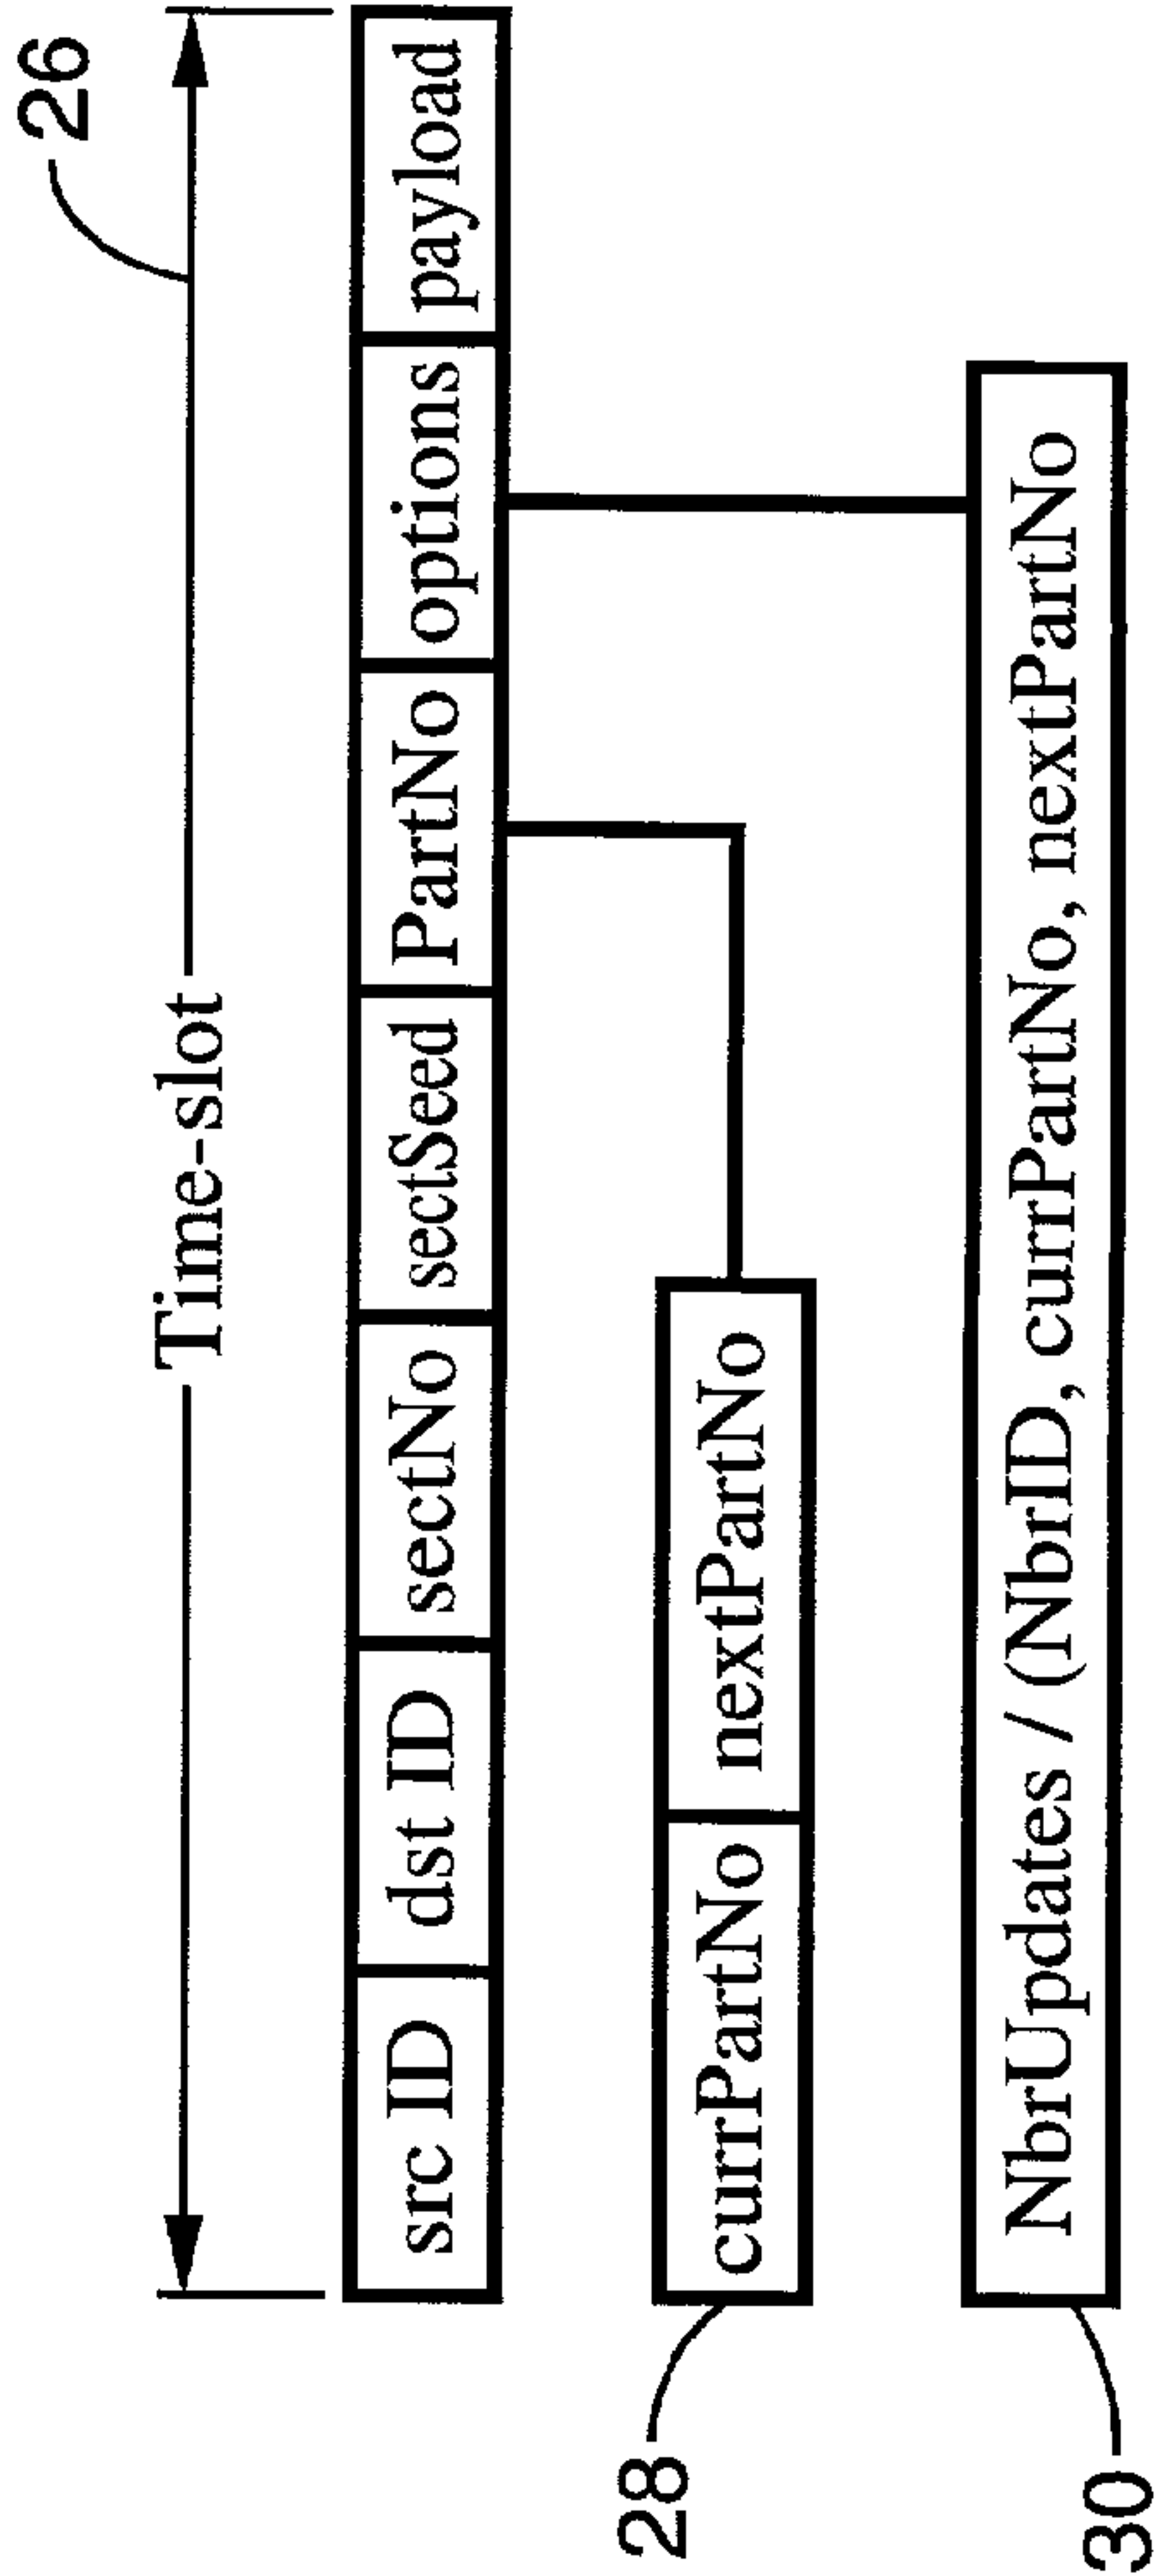 26
Time-slot
src ID dst ID sectNo sectSeed PartNo options payload
currPartNo nextPartNo
28
NbrUpdates / (NbrID, currPartNo, nextPartNo
30